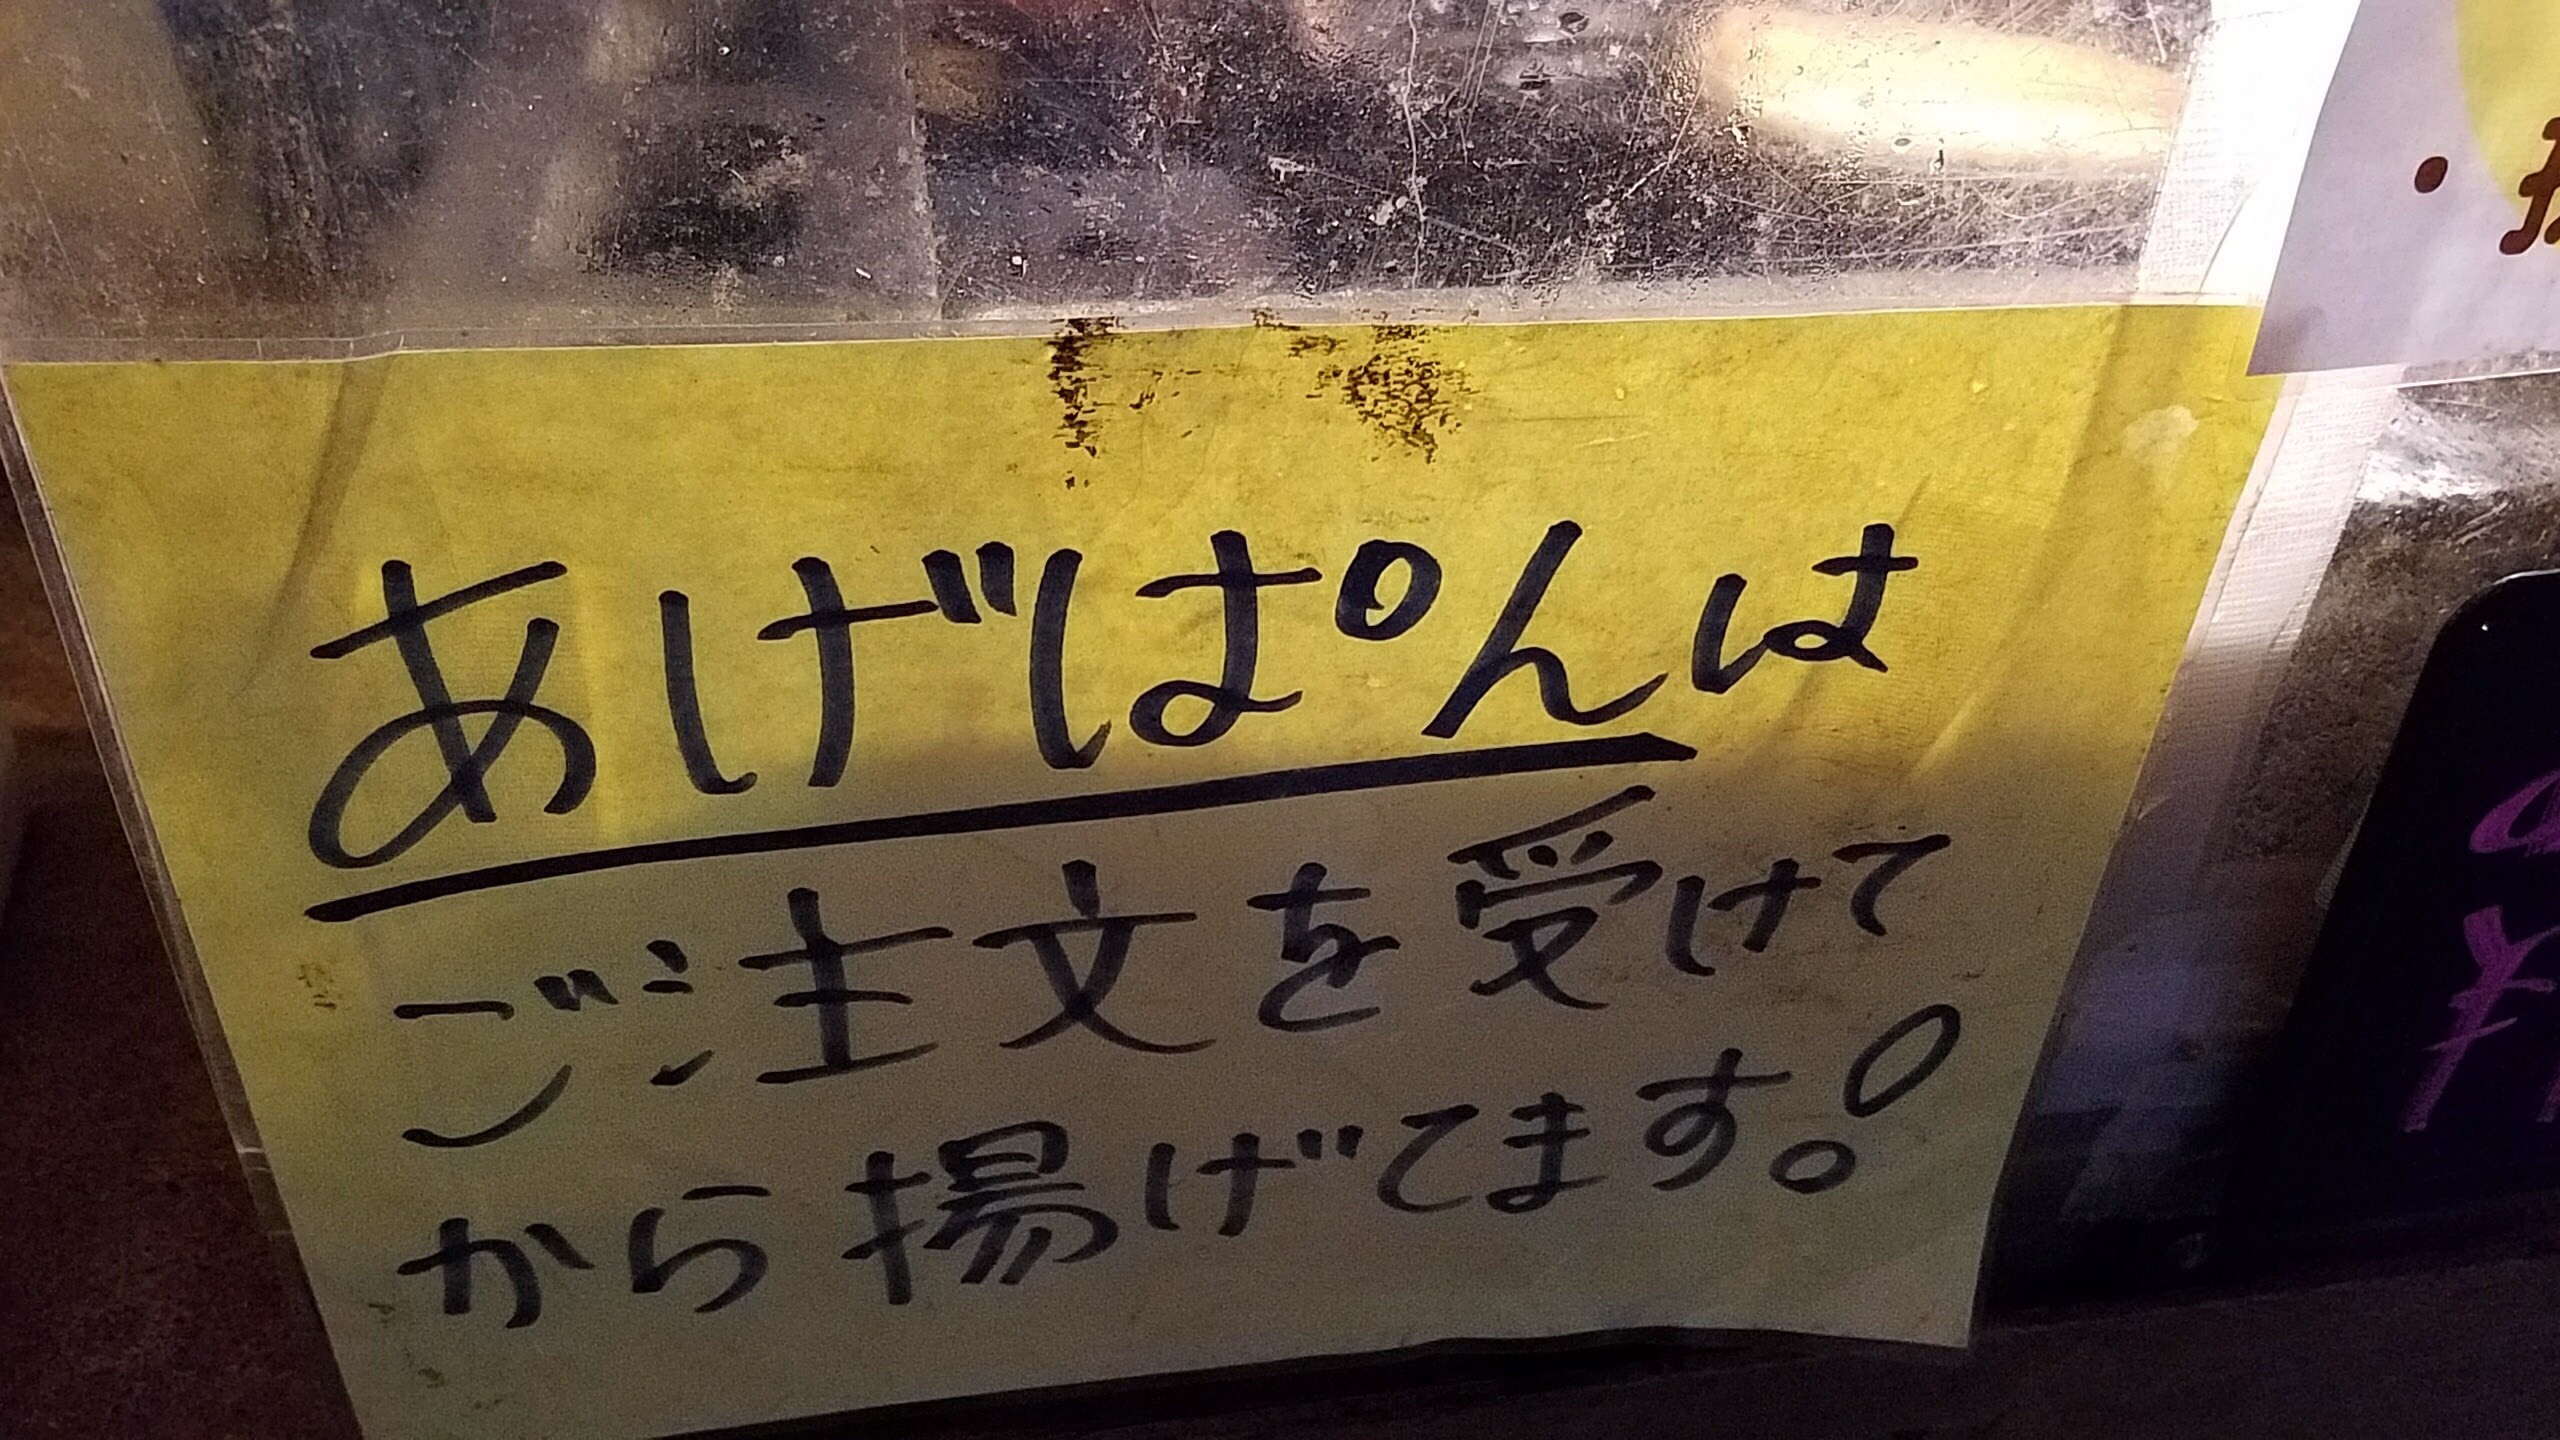 あげぱんは
ご注文を受けて
から揚げてます。